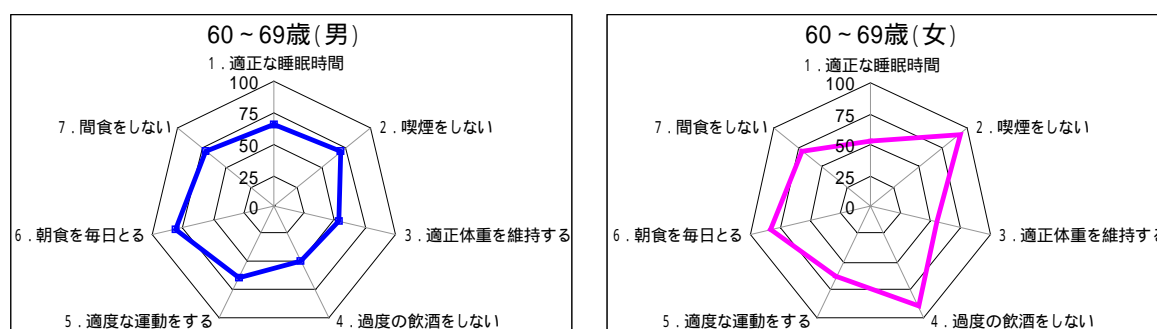 60~69歳(男)
1.適正な睡眠時間
100
75
50
25
0
2.喫煙をしない
3.適正体重を維持する
4.過度の飲酒をしない
5.適度な運動をする
6.朝食を毎日とる
7.間食をしない
60~69歳(女)
1.適正な睡眠時間
100
75
50
25
0
2.喫煙をしない
3.適正体重を維持する
4.過度の飲酒をしない
5.適度な運動をする
6.朝食を毎日とる
7.間食をしない